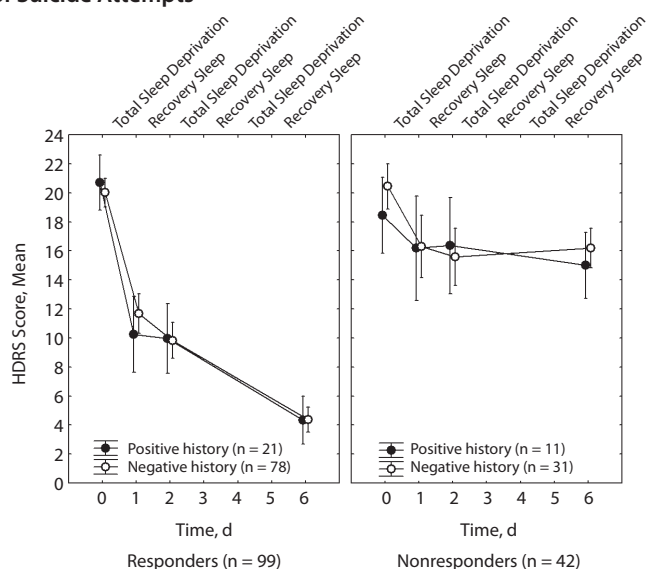 of Suicide Attempts
Total Sleep Deprivation
Recovery Sleep
Total Sleep Deprivation
Recovery Sleep
Total Sleep Deprivation
Recovery Sleep
Total Sleep Deprivation
Recovery Sleep
Total Sleep Deprivation
Recovery Sleep
Total Sleep Deprivation
Recovery Sleep
HDRS Score, Mean
24
22
20
18
16
14
12
10
8
6
4
2
0
Positive history (n = 21)
Negative history (n = 78)
Positive history (n = 11)
Negative history (n = 31)
0 1 2 3 4 5 6
0 1 2 3 4 5 6
Time, d
Time, d
Responders (n = 99)
Nonresponders (n = 42)